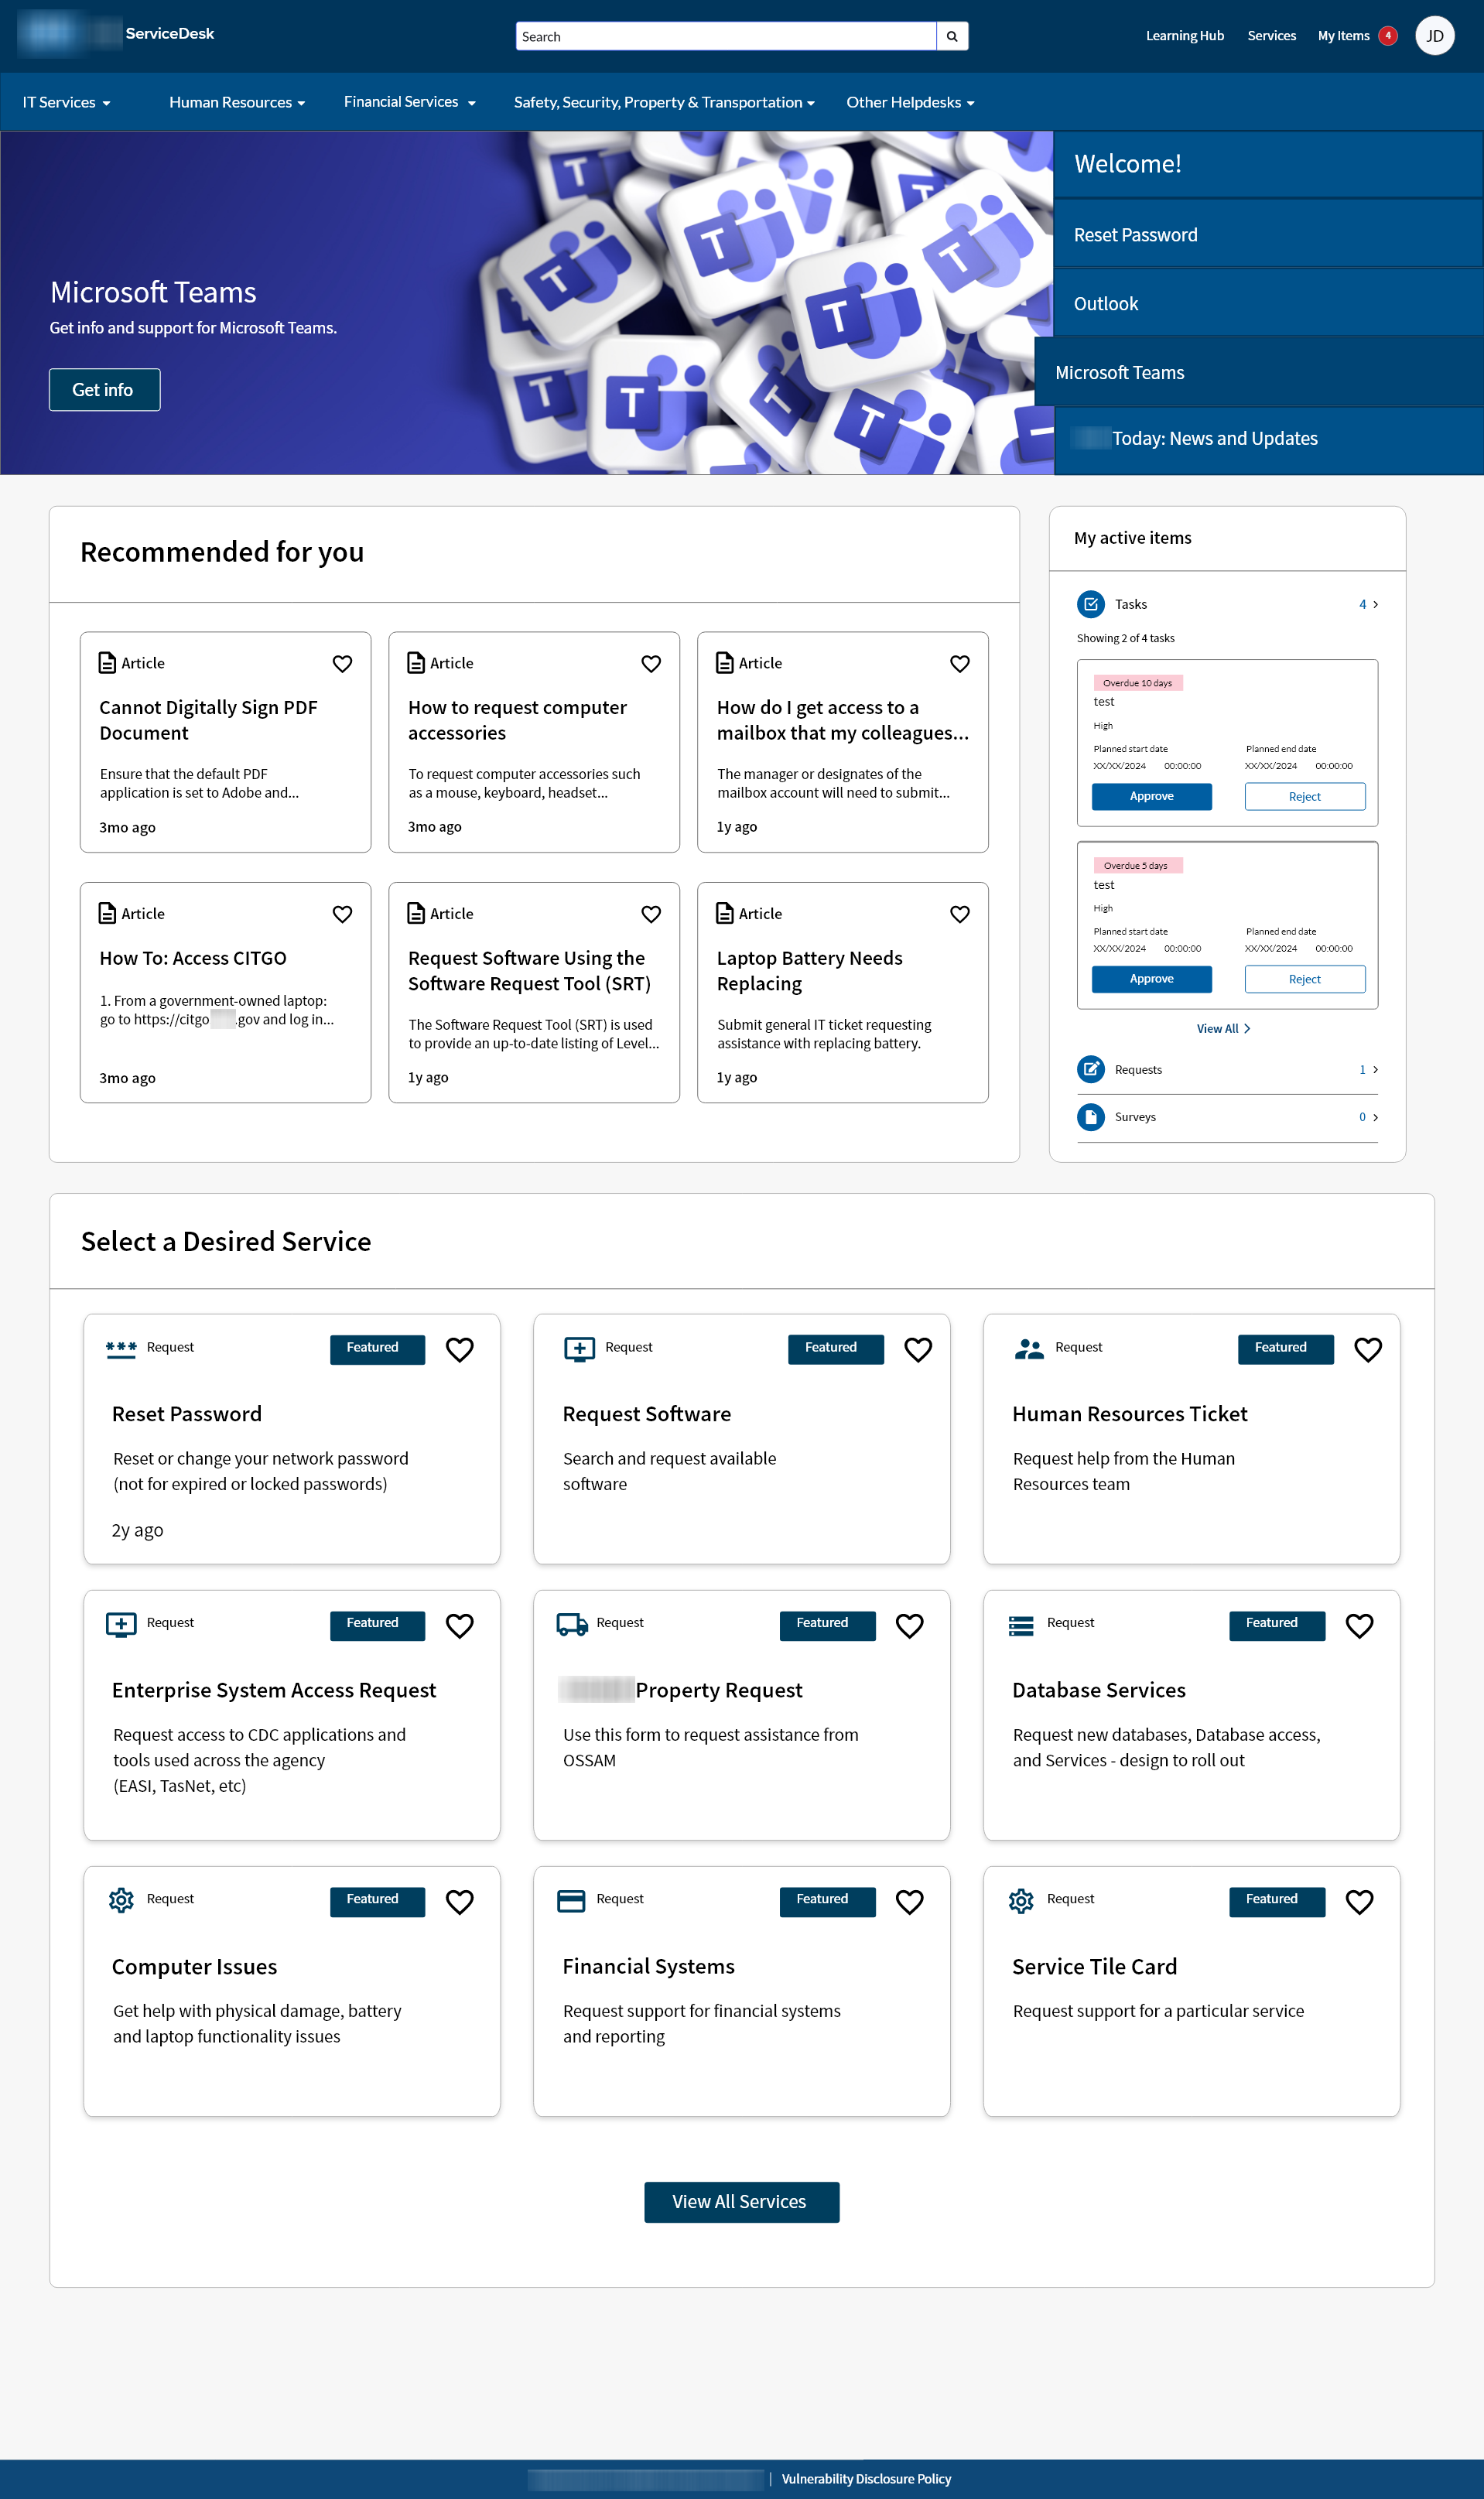 ServiceDesk
Search
Learning Hub
Services
My Items
4
JD
IT Services
Human Resources
Financial Services
Safety, Security, Property & Transportation
Other Helpdesks
Microsoft Teams
Get info and support for Microsoft Teams.
Get info
Welcome!
Reset Password
Outlook
Microsoft Teams
Today: News and Updates
Recommended for you
Article
Cannot Digitally Sign PDF
Document
Ensure that the default PDF
application is set to Adobe and...
3mo ago
Article
How to request computer
accessories
To request computer accessories such
as a mouse, keyboard, headset...
3mo ago
Article
How do I get access to a
mailbox that my colleagues...
The manager or designates of the
mailbox account will need to submit...
1y ago
Article
How To: Access CITGO
1. From a government-owned laptop:
go to https://citgo .gov and log in...
3mo ago
Article
Request Software Using the
Software Request Tool (SRT)
The Software Request Tool (SRT) is used
to provide an up-to-date listing of Level...
1y ago
Article
Laptop Battery Needs
Replacing
Submit general IT ticket requesting
assistance with replacing battery.
1y ago
My active items
Tasks
4
Showing 2 of 4 tasks
Overdue 10 days
test
High
Planned start date
Planned end date
XX/XX/2024 00:00:00
XX/XX/2024 00:00:00
Approve
Reject
Overdue 5 days
test
High
Planned start date
Planned end date
XX/XX/2024 00:00:00
XX/XX/2024 00:00:00
Approve
Reject
View All
Requests
1
Surveys
0
Select a Desired Service
Request
Featured
Reset Password
Reset or change your network password
(not for expired or locked passwords)
2y ago
Request
Featured
Request Software
Search and request available
software
Request
Featured
Human Resources Ticket
Request help from the Human
Resources team
Request
Featured
Enterprise System Access Request
Request access to CDC applications and
tools used across the agency
(EASI, TasNet, etc)
Request
Featured
Property Request
Use this form to request assistance from
OSSAM
Request
Featured
Database Services
Request new databases, Database access,
and Services - design to roll out
Request
Featured
Computer Issues
Get help with physical damage, battery
and laptop functionality issues
Request
Featured
Financial Systems
Request support for financial systems
and reporting
Request
Featured
Service Tile Card
Request support for a particular service
View All Services
| Vulnerability Disclosure Policy